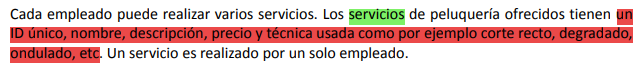 Cada empleado puede realizar varios servicios. Los servicios de peluquería ofrecidos tienen un
ID único, nombre, descripción, precio y técnica usada como por ejemplo corte recto, degradado,
ondulado, etc. Un servicio es realizado por un solo empleado.